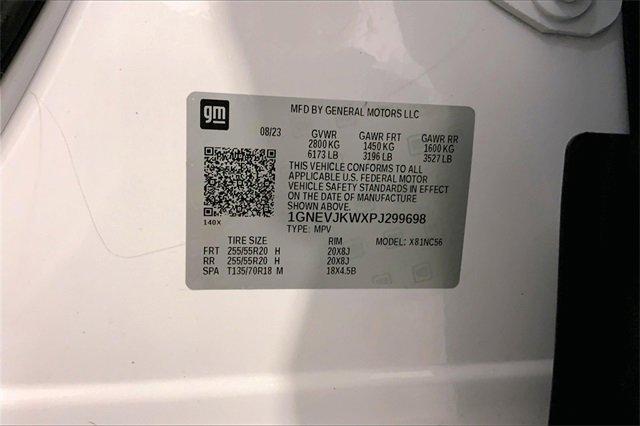 gm
MFD BY GENERAL MOTORS LLC
08/23 GVWR GAWR FRT GAWR RR
2800 KG 1450 KG 1600 KG
6173 LB 3196 LB 3527 LB
THIS VEHICLE CONFORMS TO ALL
APPLICABLE U.S. FEDERAL MOTOR
VEHICLE SAFETY STANDARDS IN EFFECT
ON THE DATE OF MANUFACTURE
SHOWN ABOVE.
1GNEVJKWXPJ299698
140X
TYPE: MPV MODEL: X81NC56
TIRE SIZE RIM
FRT 255/55R20 H 20X8J
RR 255/55R20 H 20X8J
SPA T135/70R18 M 18X4.5B